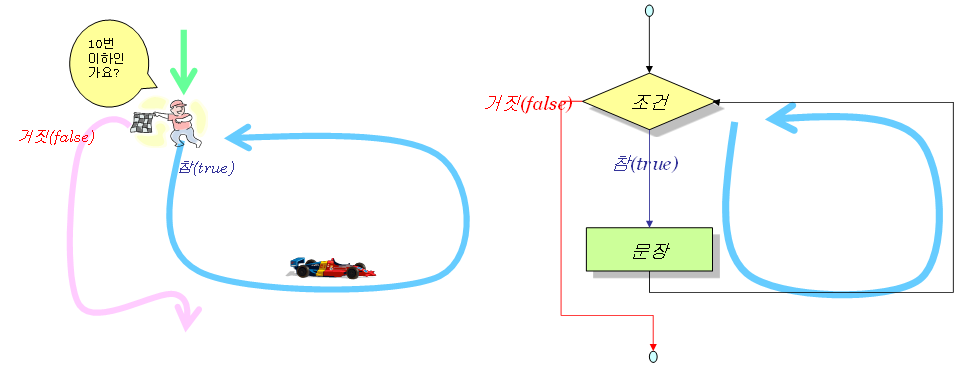 10번
이하인
가요?
거짓(false)
참(true)
거짓(false)
조건
참(true)
문장